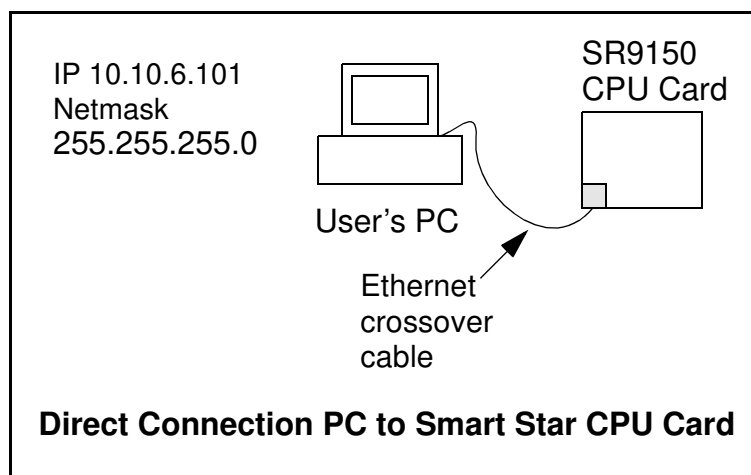 IP 10.10.6.101
Netmask
255.255.255.0
SR9150
CPU Card
User's PC
Ethernet
crossover
cable
Direct Connection PC to Smart Star CPU Card